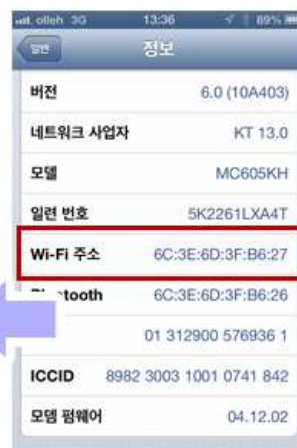 olleh 3G 13:36 89%
일반 정보
버전 6.0 (10A403)
네트워크 사업자 KT 13.0
모델 MC605KH
일련 번호 5K2261LXA4T
Wi-Fi 주소 6C:3E:6D:3F:B6:27
tooth 6C:3E:6D:3F:B6:26
01 312900 576936 1
ICCID 8982 3003 1001 0741 842
모뎀 펌웨어 04.12.02